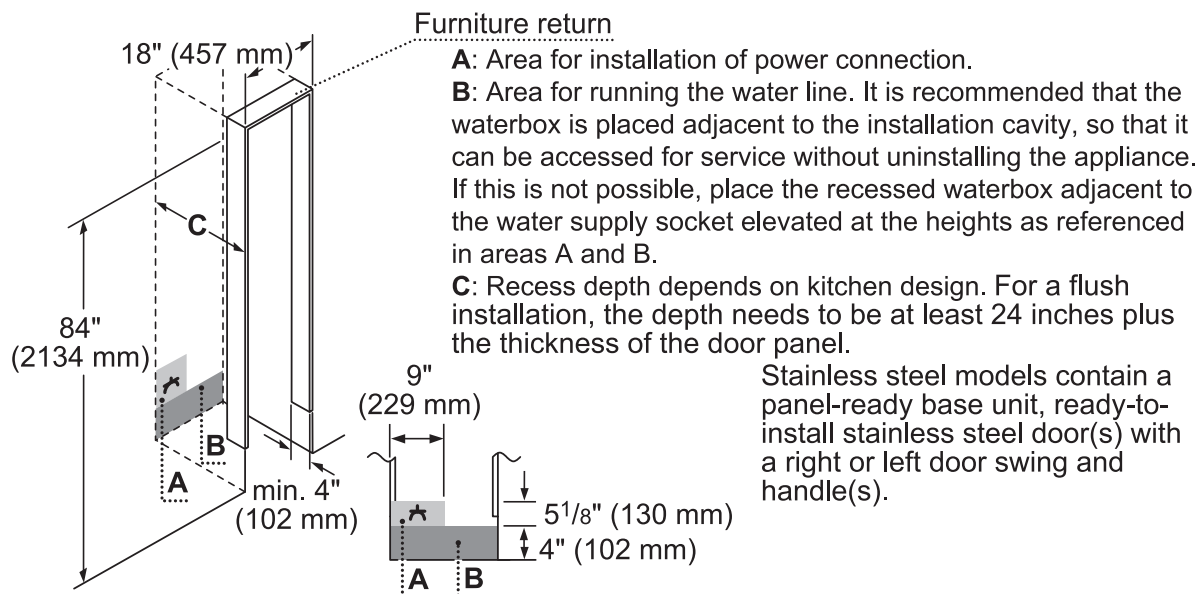 Furniture return
18" (457 mm)
A: Area for installation of power connection.
B: Area for running the water line. It is recommended that the
waterbox is placed adjacent to the installation cavity, so that it
can be accessed for service without uninstalling the appliance.
If this is not possible, place the recessed waterbox adjacent to
the water supply socket elevated at the heights as referenced
in areas A and B.
C: Recess depth depends on kitchen design. For a flush
installation, the depth needs to be at least 24 inches plus
the thickness of the door panel.
Stainless steel models contain a
panel-ready base unit, ready-to-
install stainless steel door(s) with
a right or left door swing and
handle(s).
C
84"
(2134 mm)
B
A
min. 4"
(102 mm)
9"
(229 mm)
5 1/8" (130 mm)
4" (102 mm)
A
B